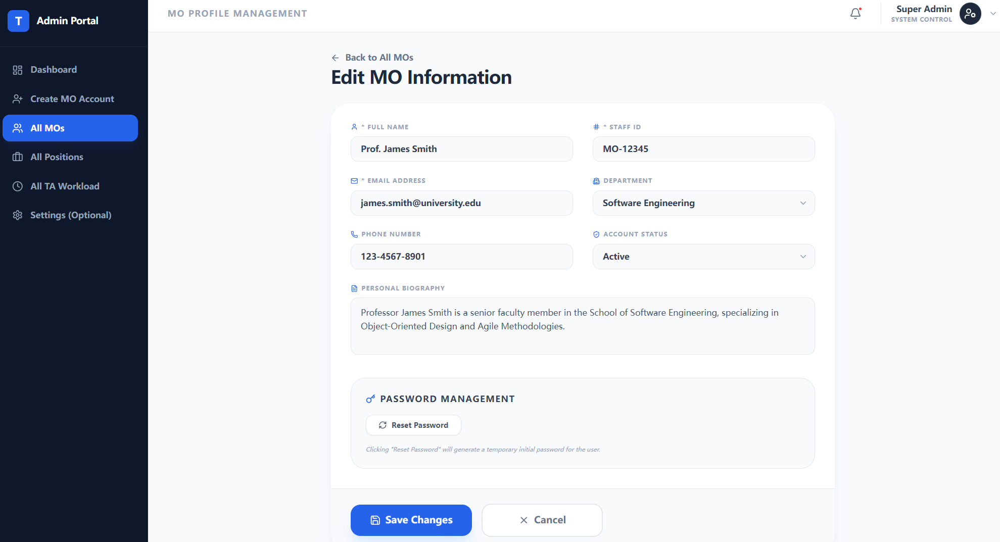 T
Admin Portal
Dashboard
Create MO Account
All MOs
All Positions
All TA Workload
Settings (Optional)
MO PROFILE MANAGEMENT
Super Admin
SYSTEM CONTROL
Back to All MOs
Edit MO Information
* FULL NAME
Prof. James Smith
* STAFF ID
MO-12345
* EMAIL ADDRESS
james.smith@university.edu
DEPARTMENT
Software Engineering
PHONE NUMBER
123-4567-8901
ACCOUNT STATUS
Active
PERSONAL BIOGRAPHY
Professor James Smith is a senior faculty member in the School of Software Engineering, specializing in
Object-Oriented Design and Agile Methodologies.
PASSWORD MANAGEMENT
Reset Password
Clicking "Reset Password" will generate a temporary initial password for the user.
Save Changes
Cancel